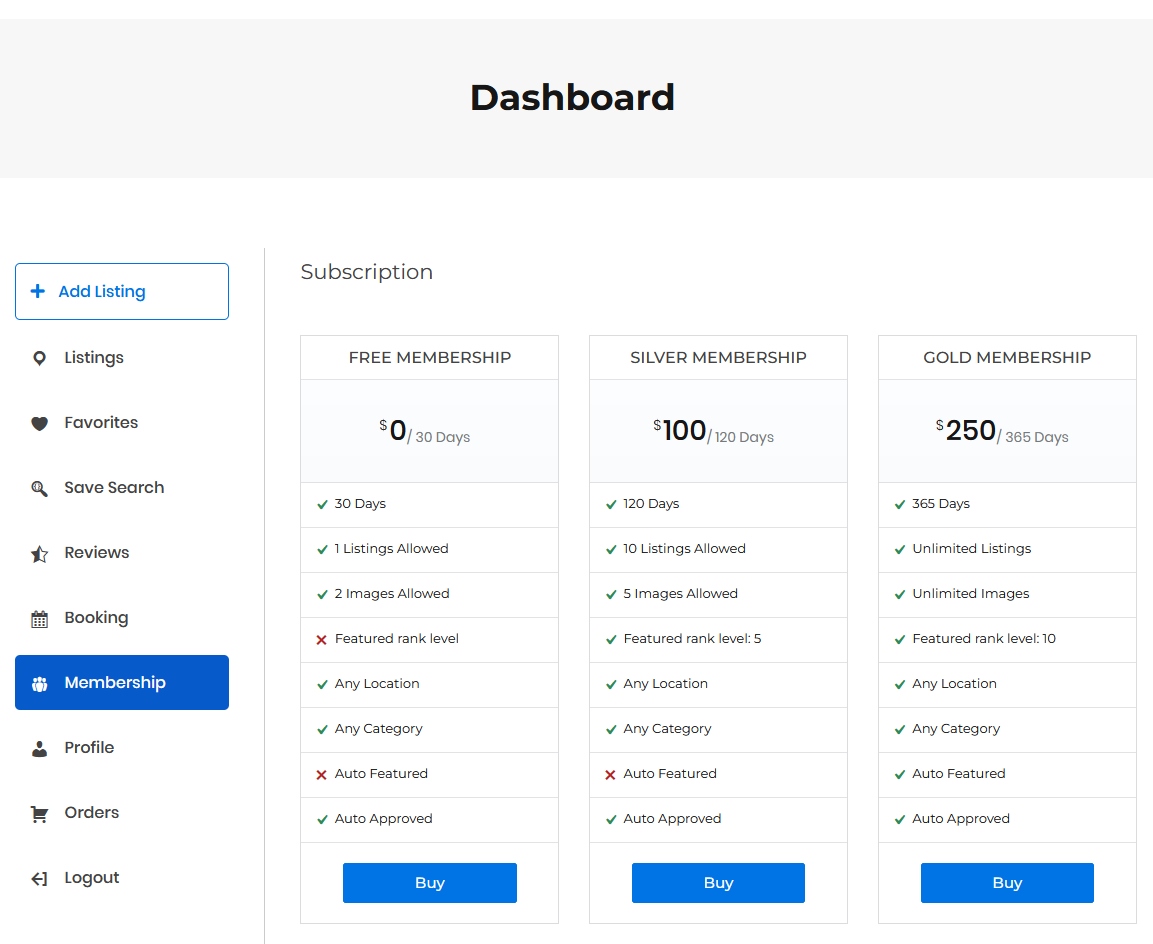 Dashboard
Add Listing
Listings
Favorites
Save Search
Reviews
Booking
Membership
Profile
Orders
Logout
Subscription
FREE MEMBERSHIP
$0/ 30 Days
30 Days
1 Listings Allowed
2 Images Allowed
Featured rank level
Any Location
Any Category
Auto Featured
Auto Approved
Buy
SILVER MEMBERSHIP
$100/ 120 Days
120 Days
10 Listings Allowed
5 Images Allowed
Featured rank level: 5
Any Location
Any Category
Auto Featured
Auto Approved
Buy
GOLD MEMBERSHIP
$250/ 365 Days
365 Days
Unlimited Listings
Unlimited Images
Featured rank level: 10
Any Location
Any Category
Auto Featured
Auto Approved
Buy